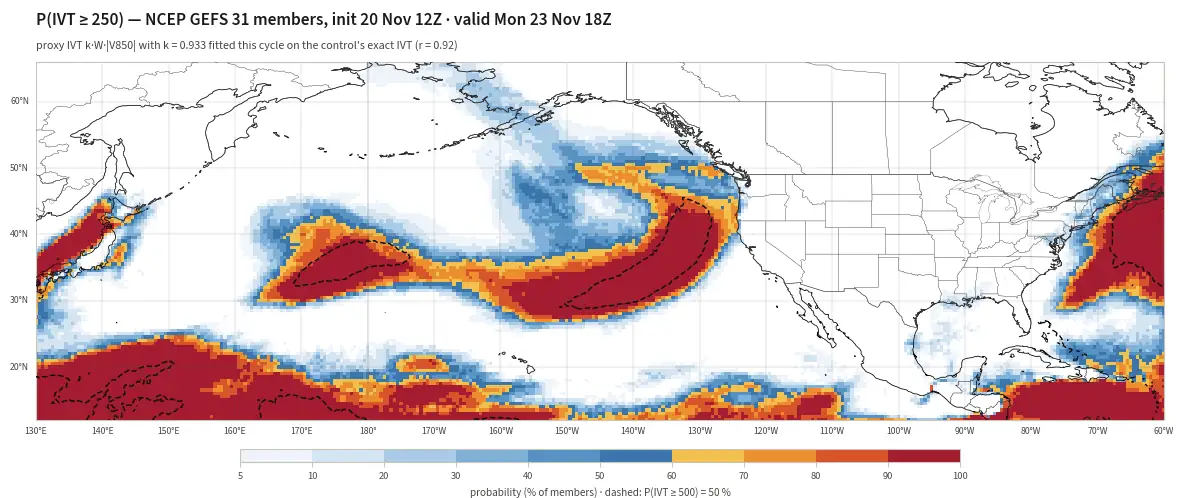 P(IVT ≥ 250) — NCEP GEFS 31 members, init 20 Nov 12Z · valid Mon 23 Nov 18Z
proxy IVT k·W·|V850| with k = 0.933 fitted this cycle on the control's exact IVT (r = 0.92)
60°N
50°N
40°N
30°N
20°N
130°E 140°E 150°E 160°E 170°E 180° 170°W 160°W 150°W 140°W 130°W 120°W 110°W 100°W 90°W 80°W 70°W 60°W
5 10 20 30 40 50 60 70 80 90 100
probability (% of members) · dashed: P(IVT ≥ 500) = 50 %